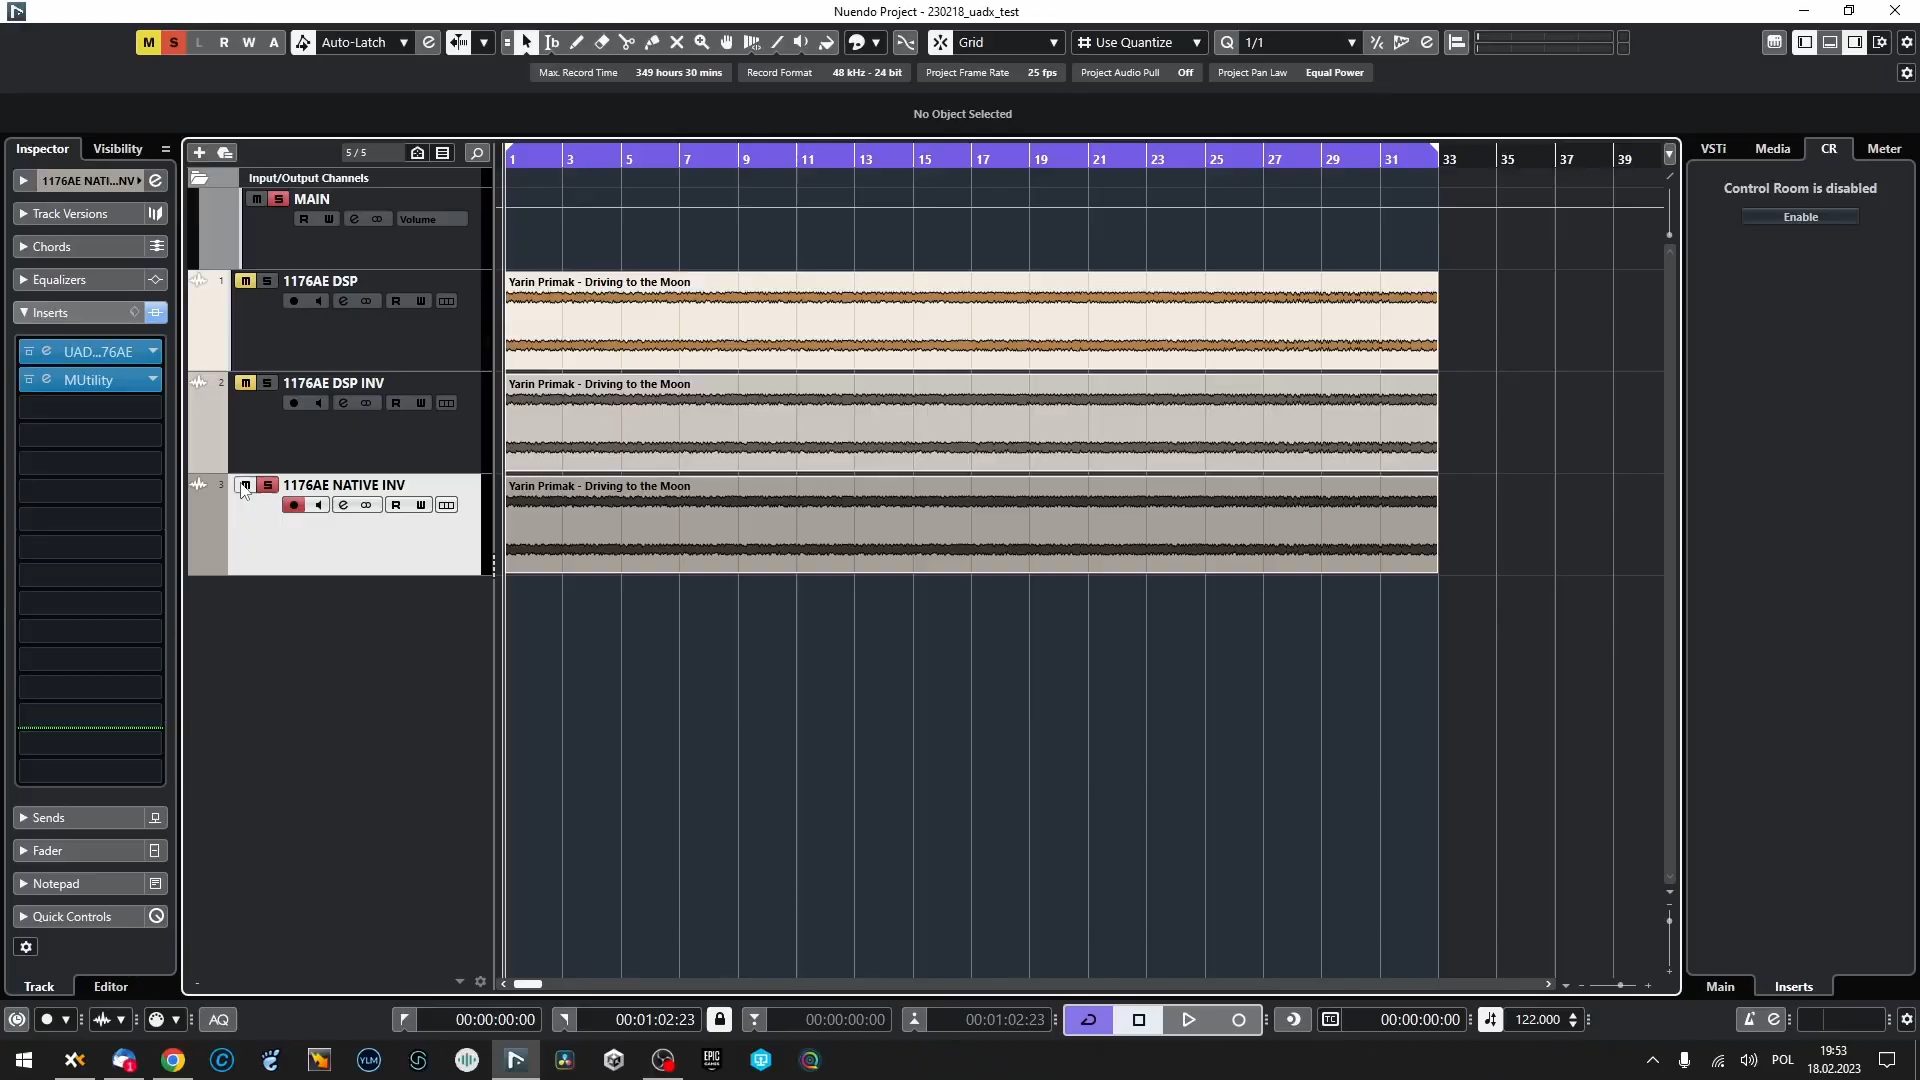 Nuendo Project - 230218_uadx_test
M S L R W A Auto-Latch Grid Use Quantize Q 1/1
Max. Record Time 349 hours 30 mins Record Format 48 kHz - 24 bit Project Frame Rate 25 fps Project Audio Pull Off Project Pan Law Equal Power
No Object Selected
Inspector Visibility
5 / 5
1 3 5 7 9 11 13 15 17 19 21 23 25 27 29 31 33 35 37 39
VSTi Media CR Meter
1176AE NATI...NV
Input/Output Channels
m S MAIN
Control Room is disabled
Enable
Track Versions
R W e Volume
Chords
Equalizers
1 m S 1176AE DSP
Yarin Primak - Driving to the Moon
R W
Inserts
UAD...76AE
MUtility
2 m S 1176AE DSP INV
Yarin Primak - Driving to the Moon
R W
3 m S 1176AE NATIVE INV
Yarin Primak - Driving to the Moon
R W
Sends
Fader
Notepad
Quick Controls
Track Editor
Main Inserts
AQ 00:00:00:00 00:01:02:23 00:00:00:00 00:01:02:23 TC 00:00:00:00 122.000
1 YLM EPIC GAMES POL
19:53
18.02.2023